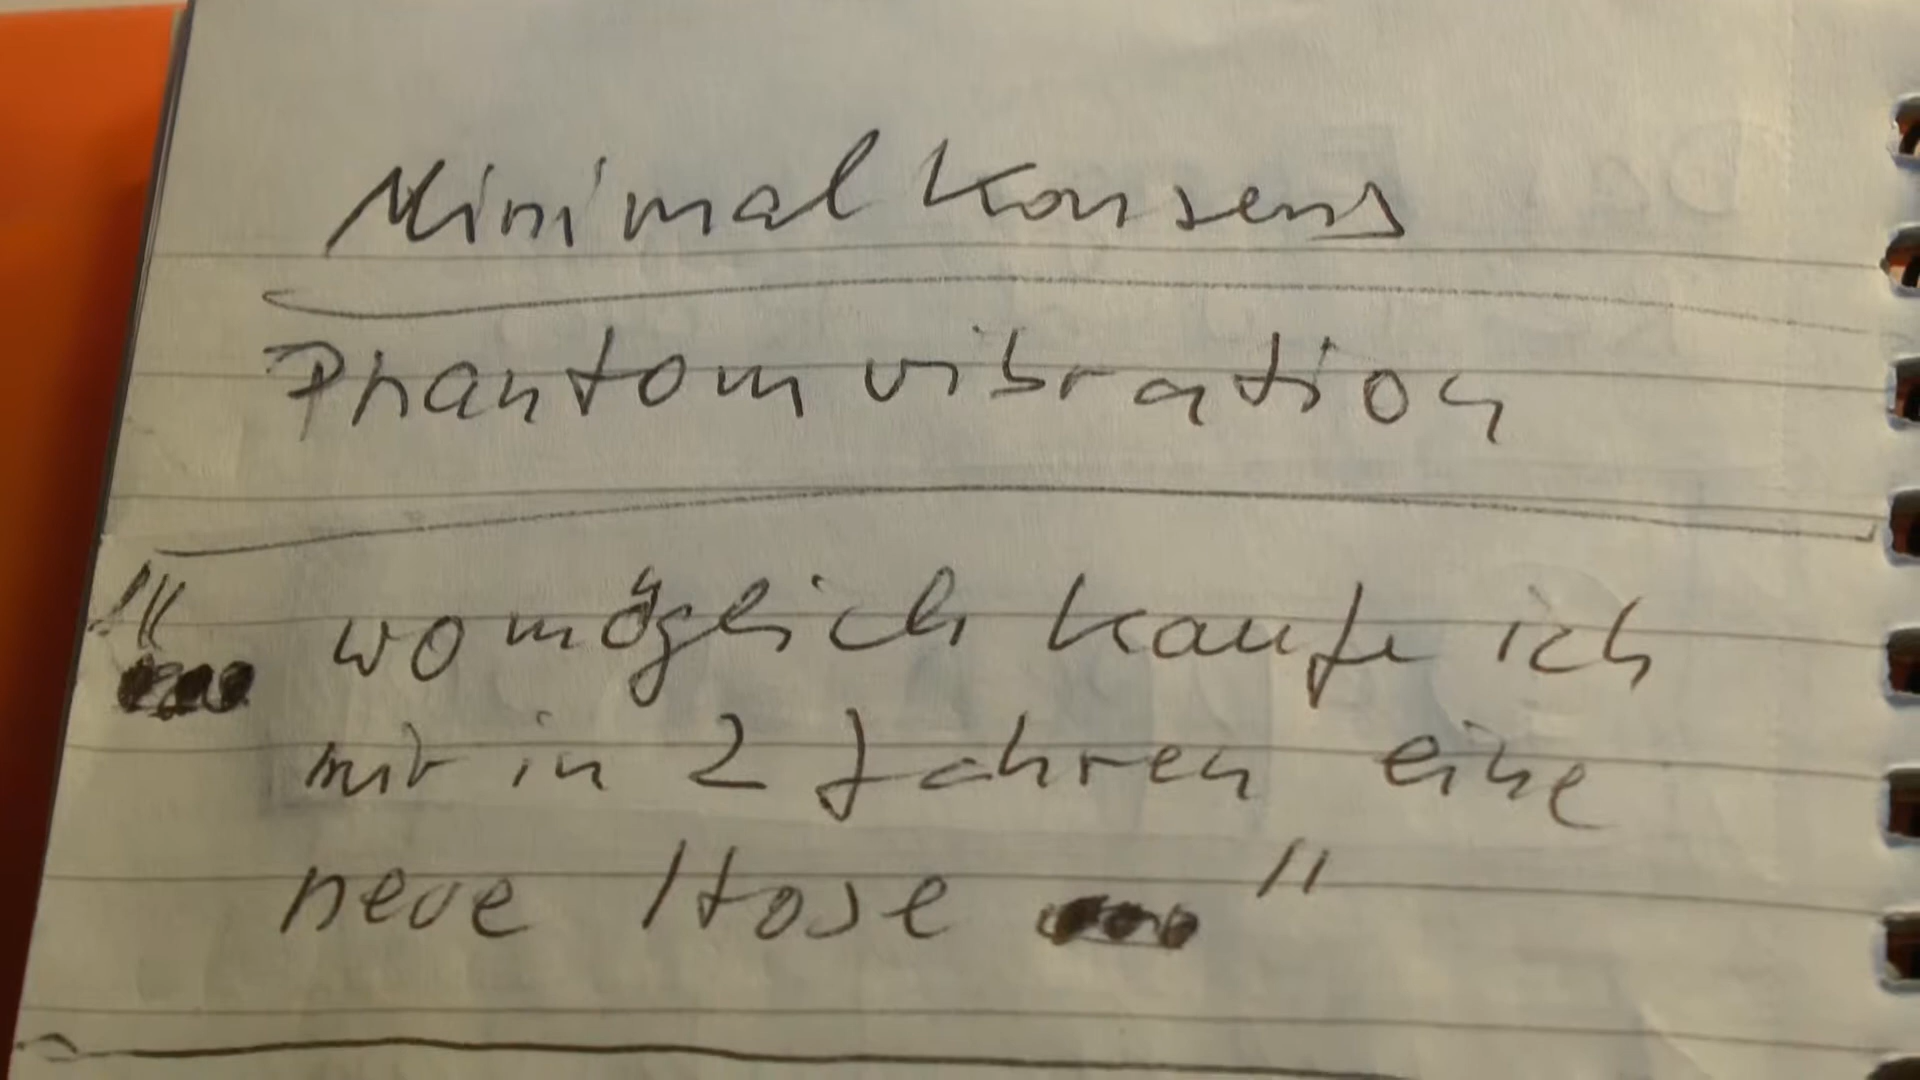 Minimal Konsens
Phantom vibration
" womöglich kaufe ich
mir in 2 Jahren eine
neue Hose "